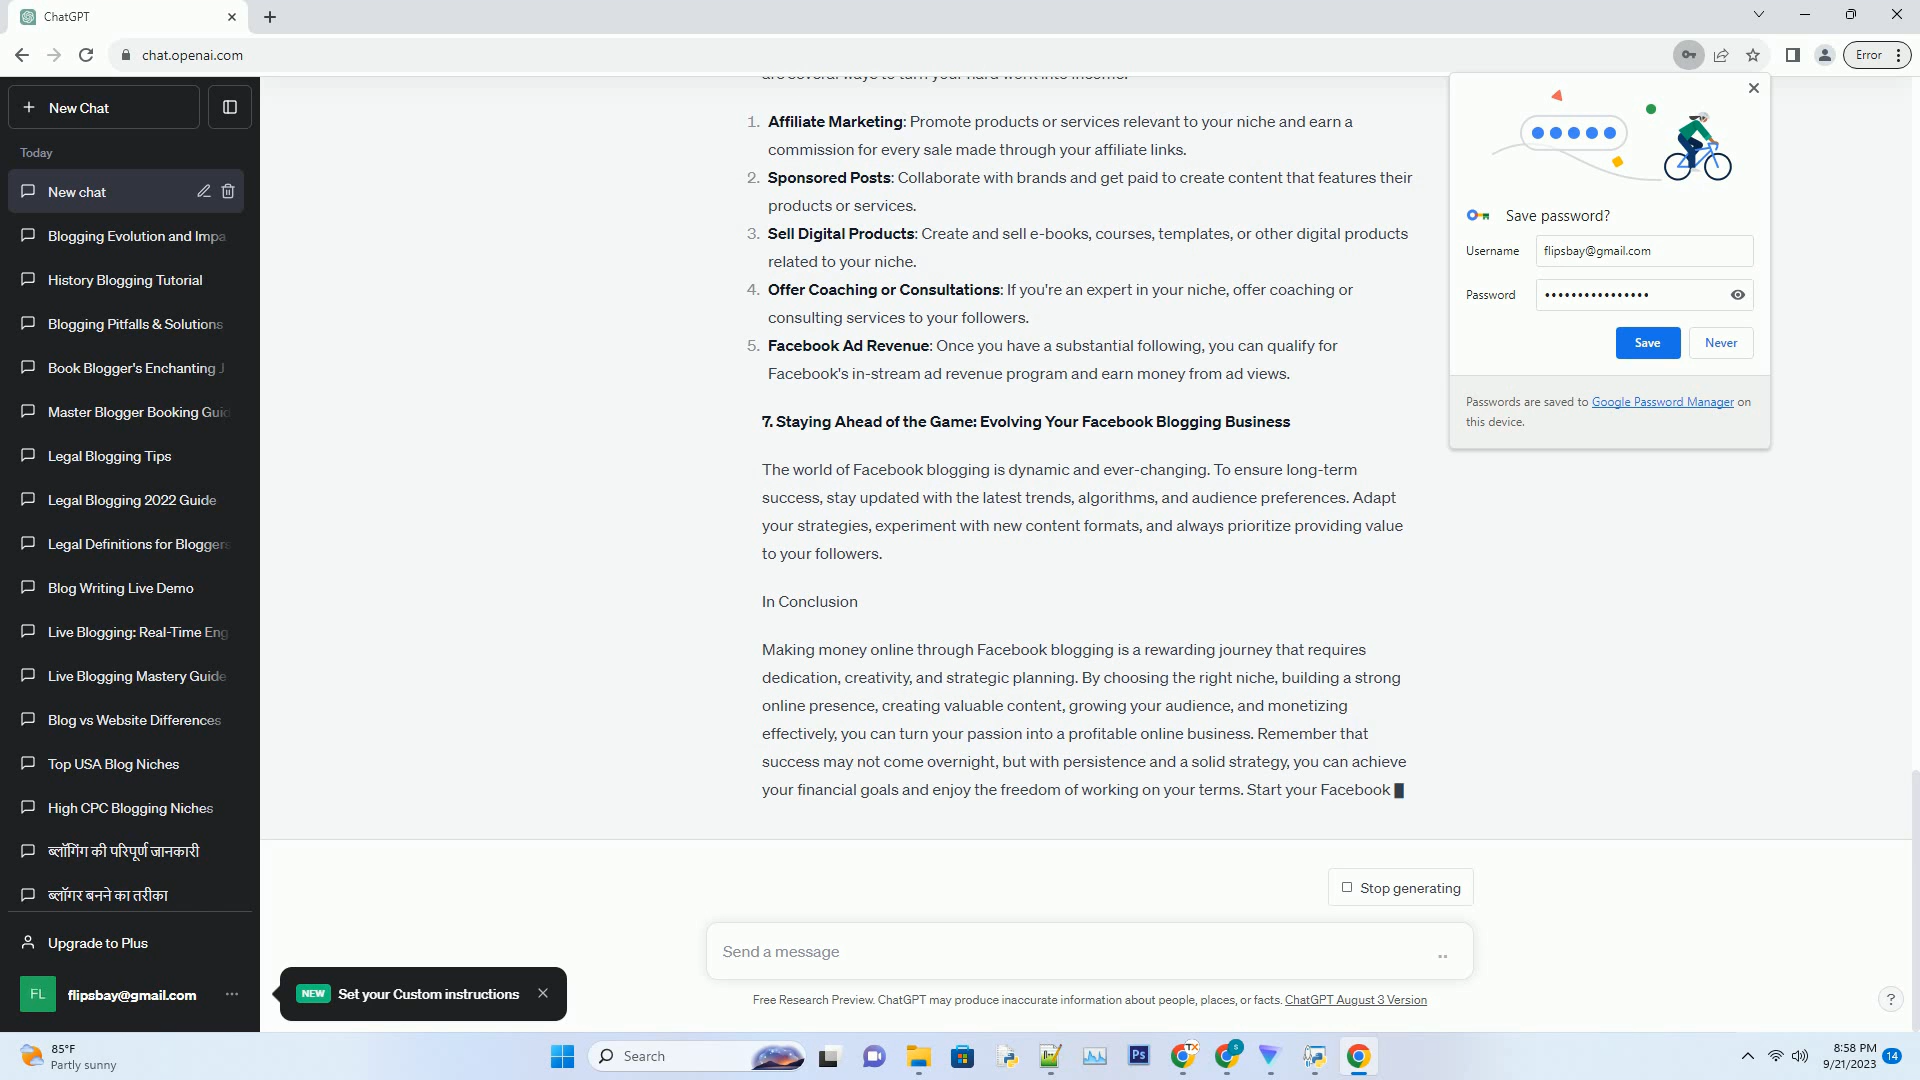 ChatGPT
chat.openai.com
Error
New Chat
Today
New chat
Blogging Evolution and Impa
History Blogging Tutorial
Blogging Pitfalls & Solutions
Book Blogger's Enchanting J
Master Blogger Booking Guid
Legal Blogging Tips
Legal Blogging 2022 Guide
Legal Definitions for Bloggers
Blog Writing Live Demo
Live Blogging: Real-Time Eng
Live Blogging Mastery Guide
Blog vs Website Differences
Top USA Blog Niches
High CPC Blogging Niches
ब्लॉगिंग की परिपूर्ण जानकारी
ब्लॉगर बनने का तरीका
Upgrade to Plus
FL flipsbay@gmail.com
NEW Set your Custom instructions
are several ways to turn your hard work into income.
1. Affiliate Marketing: Promote products or services relevant to your niche and earn a
commission for every sale made through your affiliate links.
2. Sponsored Posts: Collaborate with brands and get paid to create content that features their
products or services.
3. Sell Digital Products: Create and sell e-books, courses, templates, or other digital products
related to your niche.
4. Offer Coaching or Consultations: If you're an expert in your niche, offer coaching or
consulting services to your followers.
5. Facebook Ad Revenue: Once you have a substantial following, you can qualify for
Facebook's in-stream ad revenue program and earn money from ad views.
7. Staying Ahead of the Game: Evolving Your Facebook Blogging Business
The world of Facebook blogging is dynamic and ever-changing. To ensure long-term
success, stay updated with the latest trends, algorithms, and audience preferences. Adapt
your strategies, experiment with new content formats, and always prioritize providing value
to your followers.
In Conclusion
Making money online through Facebook blogging is a rewarding journey that requires
dedication, creativity, and strategic planning. By choosing the right niche, building a strong
online presence, creating valuable content, growing your audience, and monetizing
effectively, you can turn your passion into a profitable online business. Remember that
success may not come overnight, but with persistence and a solid strategy, you can achieve
your financial goals and enjoy the freedom of working on your terms. Start your Facebook
Stop generating
Send a message
Free Research Preview. ChatGPT may produce inaccurate information about people, places, or facts. ChatGPT August 3 Version
?
Save password?
Username flipsbay@gmail.com
Password ••••••••••••••••
Save Never
Passwords are saved to Google Password Manager on
this device.
85°F
Partly sunny
Search
Ps
TX
S
8:58 PM
9/21/2023
14